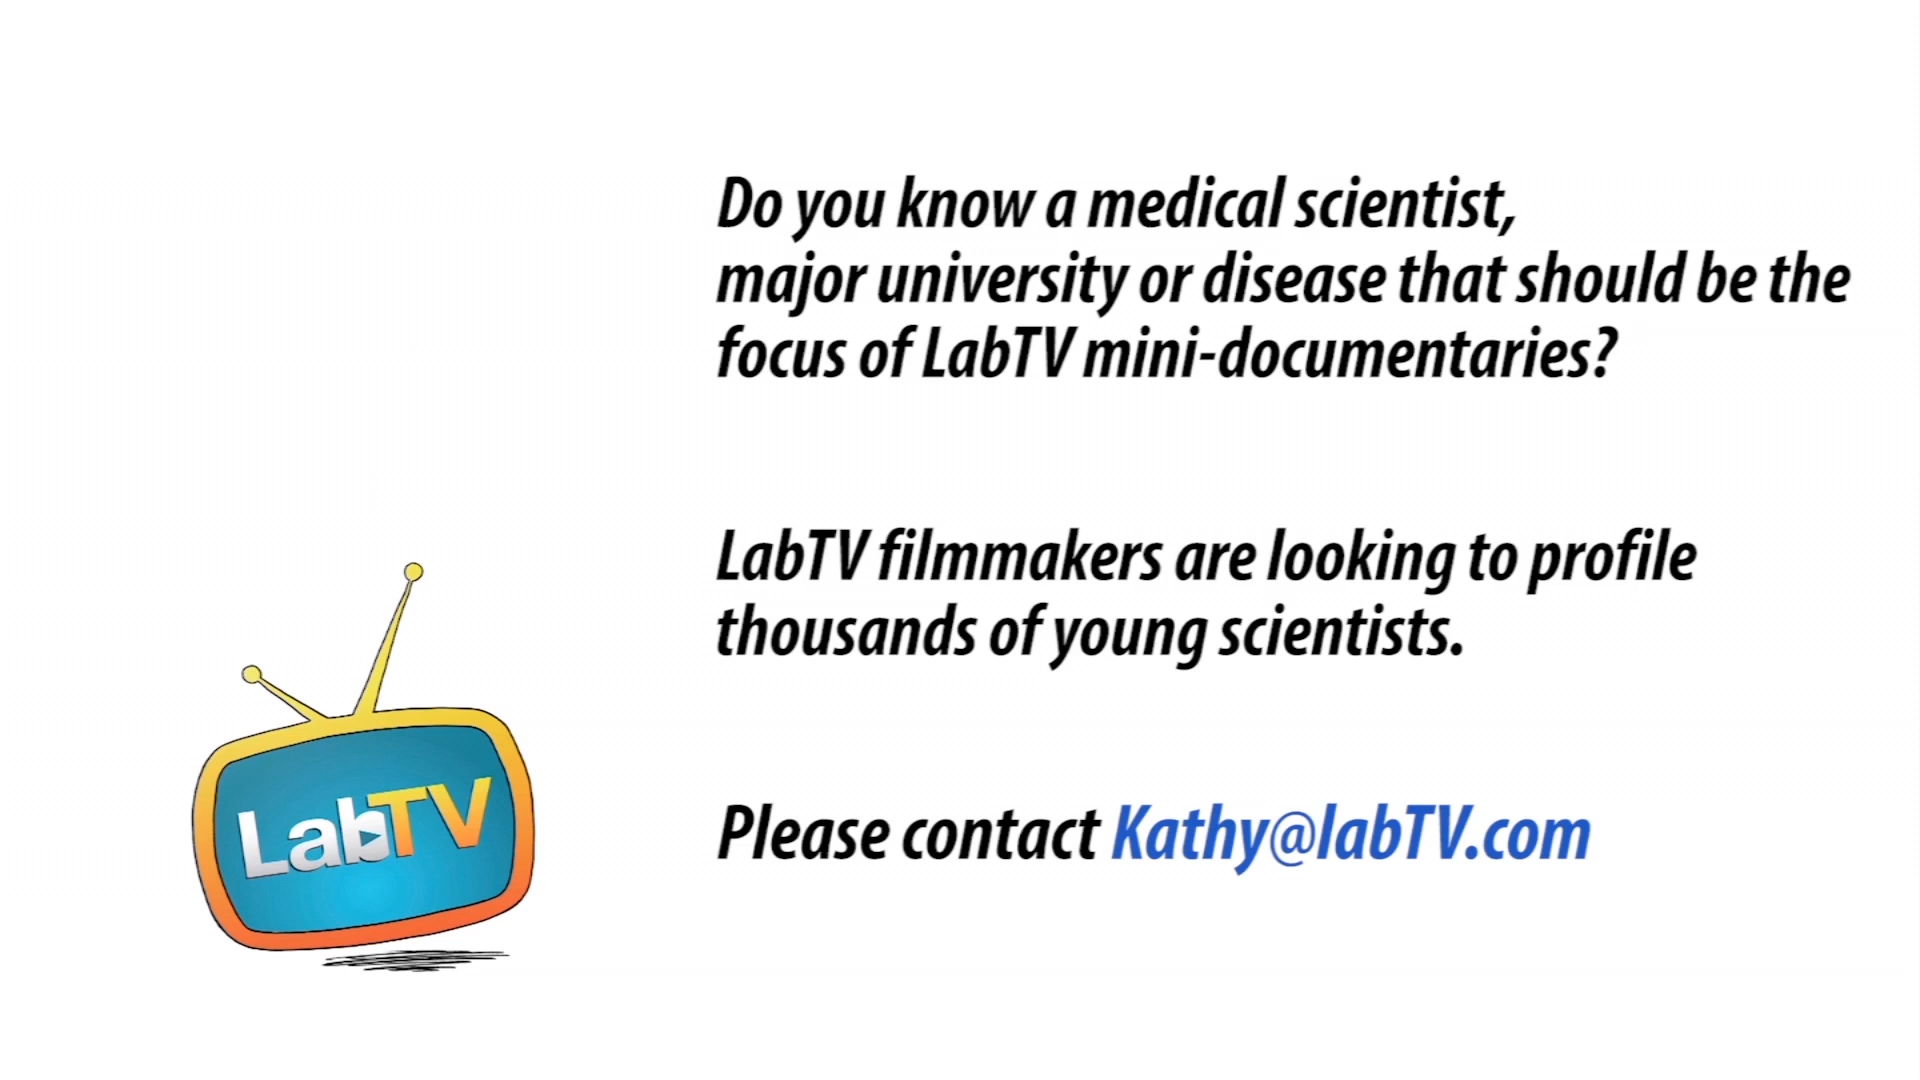 Do you know a medical scientist,
major university or disease that should be the
focus of LabTV mini-documentaries?
LabTV filmmakers are looking to profile
thousands of young scientists.
LabTV
Please contact Kathy@labTV.com